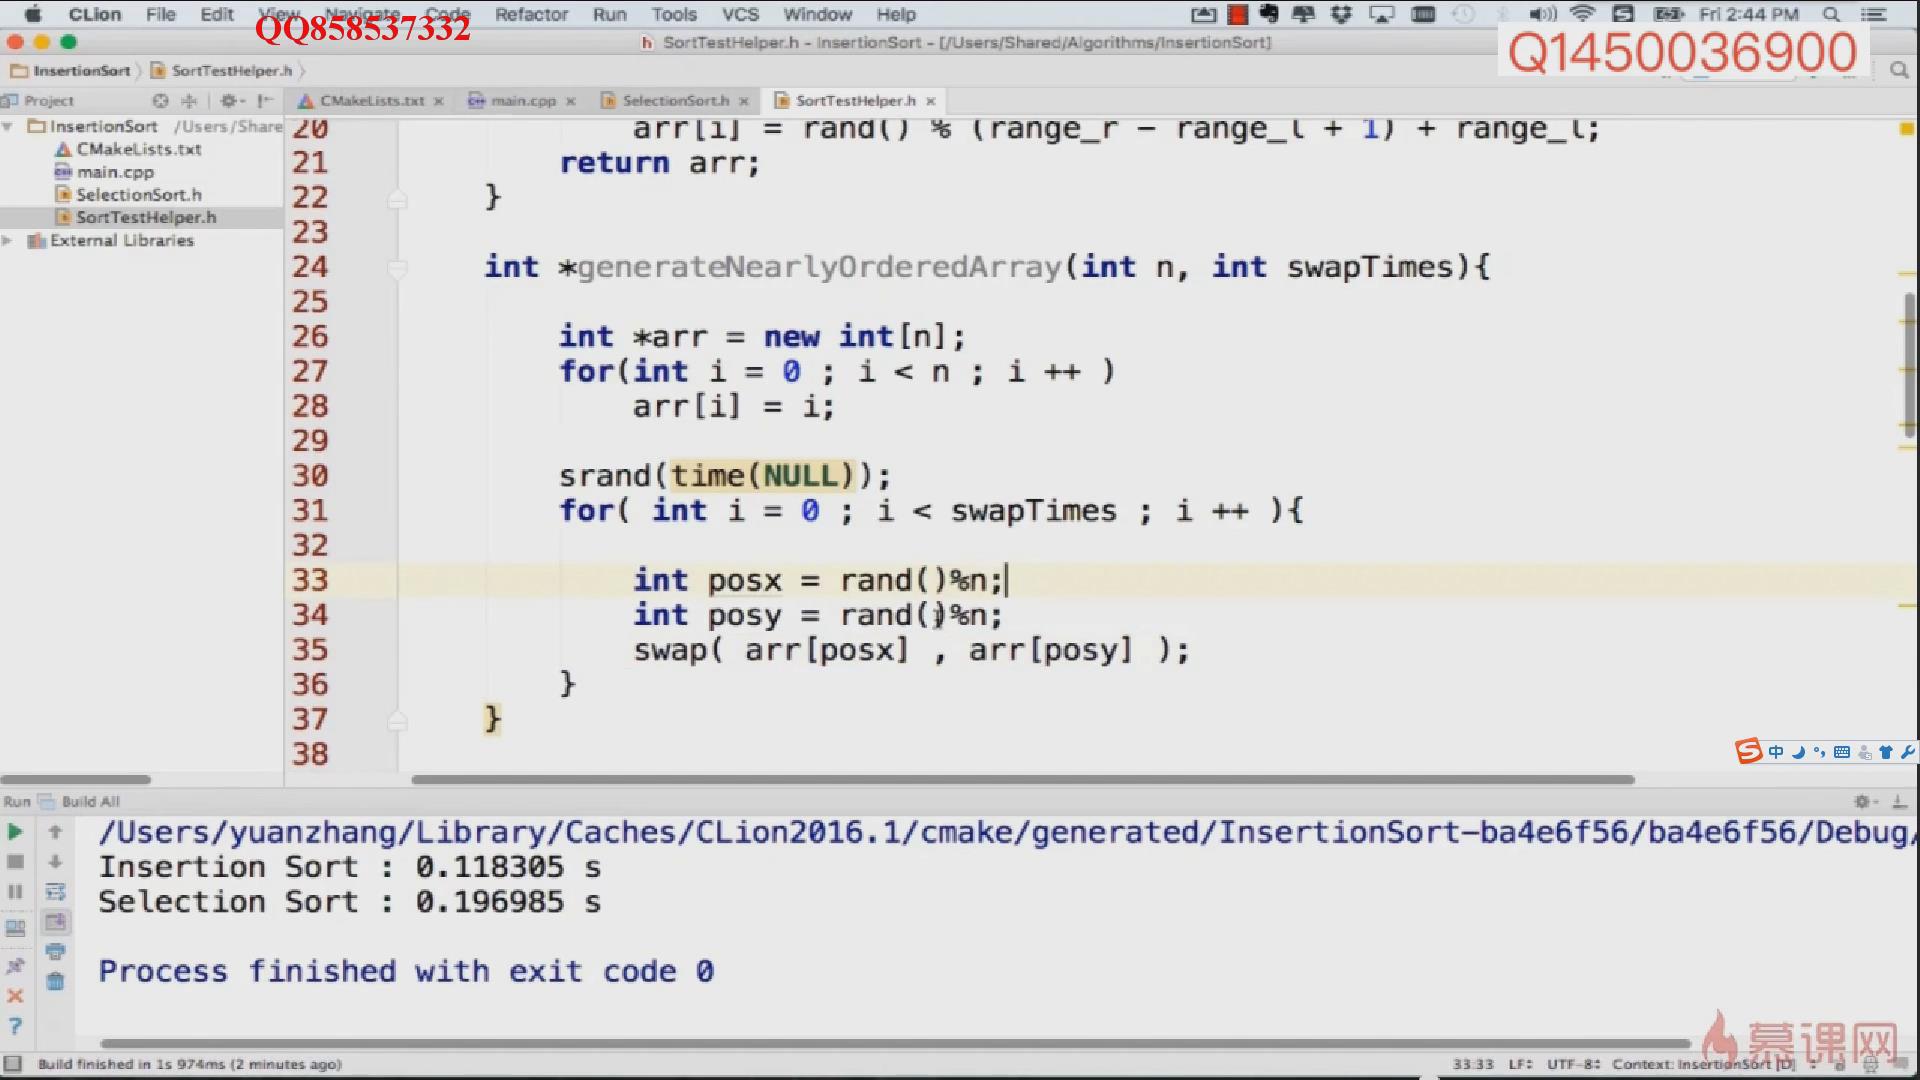 CLion File Edit View Navigate Code Refactor Run Tools VCS Window Help Fri 2:44 PM
QQ858537332
SortTestHelper.h - InsertionSort - [/Users/Shared/Algorithms/InsertionSort]
Q1450036900
InsertionSort SortTestHelper.h
Project
CMakeLists.txt main.cpp SelectionSort.h SortTestHelper.h
InsertionSort /Users/Share
CMakeLists.txt
main.cpp
SelectionSort.h
SortTestHelper.h
External Libraries
20 arr[i] = rand() % (range_r - range_l + 1) + range_l;
21 return arr;
22 }
23
24 int *generateNearlyOrderedArray(int n, int swapTimes){
25
26 int *arr = new int[n];
27 for(int i = 0 ; i < n ; i ++ )
28 arr[i] = i;
29
30 srand(time(NULL));
31 for( int i = 0 ; i < swapTimes ; i ++ ){
32
33 int posx = rand()%n;
34 int posy = rand()%n;
35 swap( arr[posx] , arr[posy] );
36 }
37 }
38
中
Run Build All
/Users/yuanzhang/Library/Caches/CLion2016.1/cmake/generated/InsertionSort-ba4e6f56/ba4e6f56/Debug/
Insertion Sort : 0.118305 s
Selection Sort : 0.196985 s
Process finished with exit code 0
慕课网
Build finished in 1s 974ms (2 minutes ago)
33:33 LF: UTF-8: Context: InsertionSort [D]